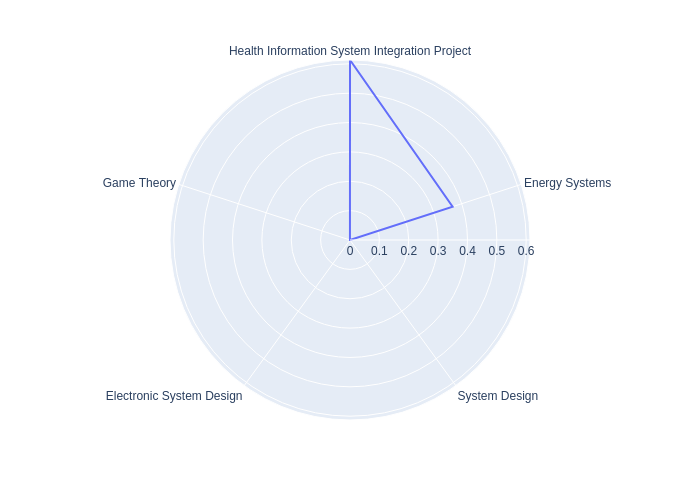 Health Information System Integration Project
Game Theory
Energy Systems
0 0.1 0.2 0.3 0.4 0.5 0.6
Electronic System Design
System Design